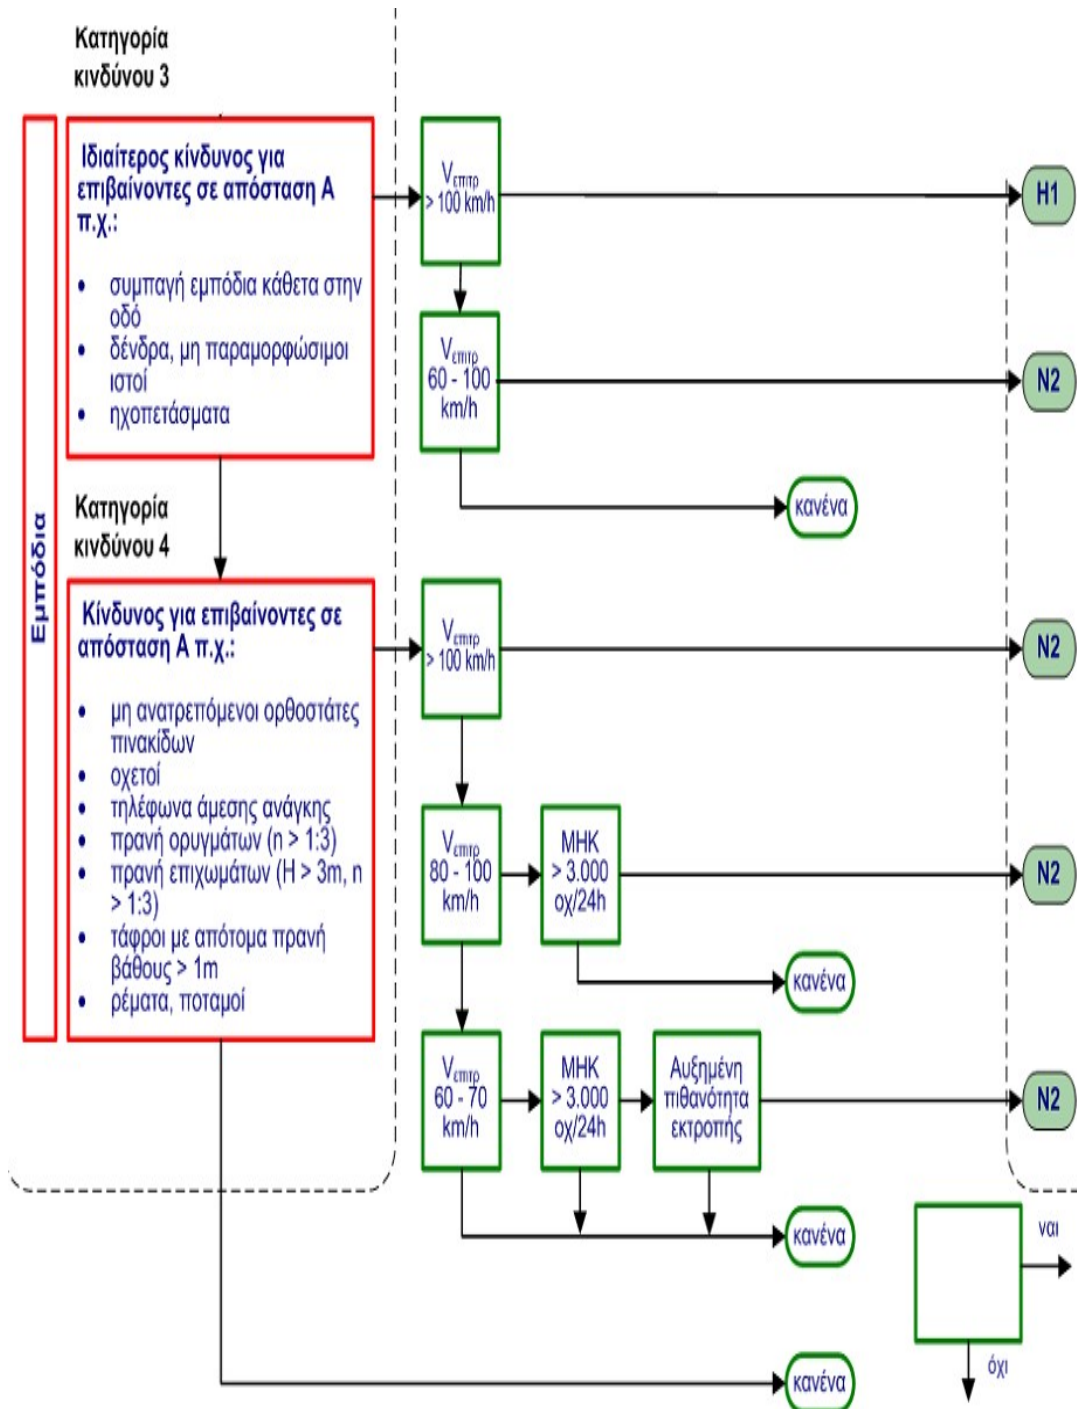 Κατηγορία
κινδύνου 3
Εμπόδια
Ιδιαίτερος κίνδυνος για
επιβαίνοντες σε απόσταση Α
π.χ.:
• συμπαγή εμπόδια κάθετα στην
οδό
• δένδρα, μη παραμορφώσιμοι
ιστοί
• ηχοπετάσματα
Vεπιτρ
> 100 km/h
H1
Vεπιτρ
60 - 100
km/h
N2
κανένα
Κατηγορία
κινδύνου 4
Κίνδυνος για επιβαίνοντες σε
απόσταση Α π.χ.:
• μη ανατρεπόμενοι ορθοστάτες
πινακίδων
• οχετοί
• τηλέφωνα άμεσης ανάγκης
• πρανή ορυγμάτων (n > 1:3)
• πρανή επιχωμάτων (H > 3m, n
> 1:3)
• τάφροι με απότομα πρανή
βάθους > 1m
• ρέματα, ποταμοί
Vεπιτρ
> 100 km/h
N2
Vεπιτρ
80 - 100
km/h
ΜΗΚ
> 3.000
οχ/24h
N2
κανένα
Vεπιτρ
60 - 70
km/h
ΜΗΚ
> 3.000
οχ/24h
Αυξημένη
πιθανότητα
εκτροπής
N2
κανένα
ναι
όχι
κανένα